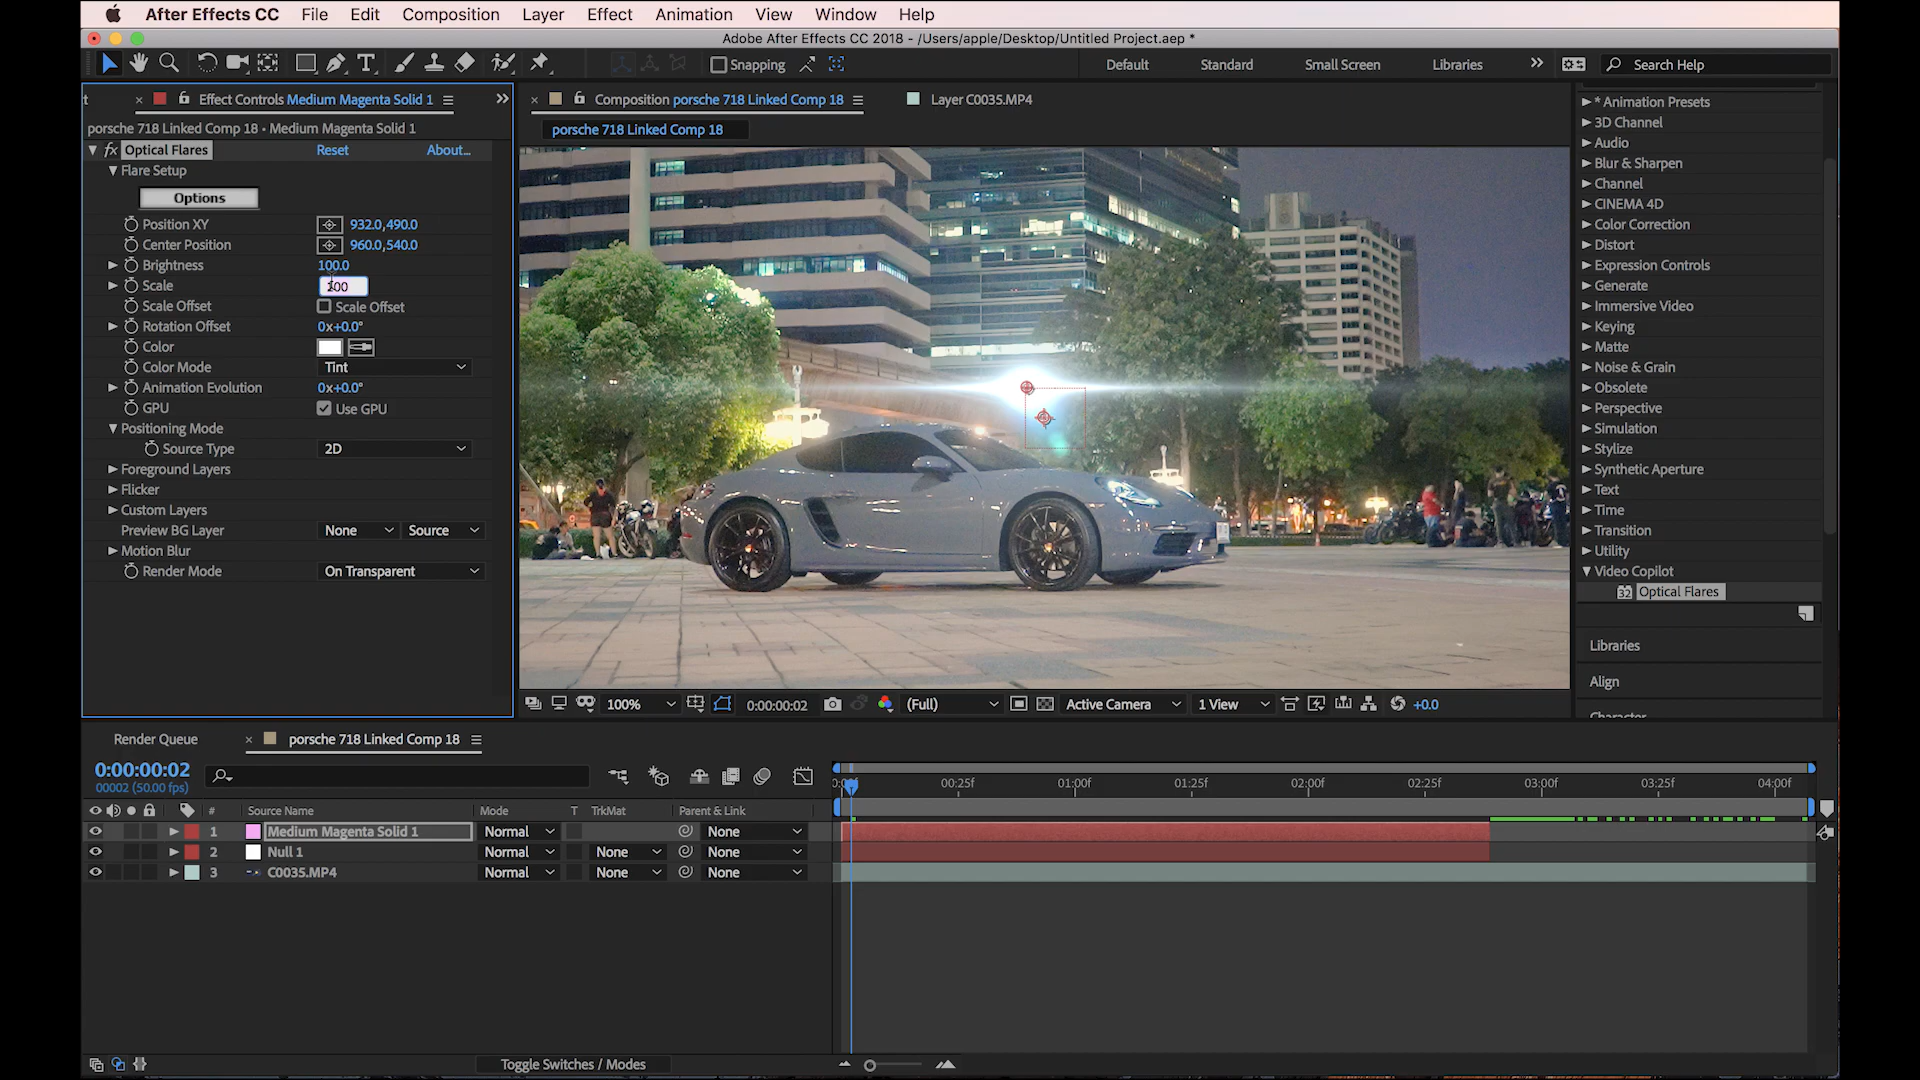 After Effects CC File Edit Composition Layer Effect Animation View Window Help
Adobe After Effects CC 2018 - /Users/apple/Desktop/Untitled Project.aep *
Snapping Default Standard Small Screen Libraries Search Help
Effect Controls Medium Magenta Solid 1
Composition porsche 718 Linked Comp 18
Layer C0035.MP4
porsche 718 Linked Comp 18 • Medium Magenta Solid 1
porsche 718 Linked Comp 18
fx Optical Flares Reset About...
Flare Setup
Options
Position XY 932.0,490.0
Center Position 960.0,540.0
Brightness 100.0
Scale
Scale Offset Scale Offset
Rotation Offset 0x+0.0°
Color
Color Mode Tint
Animation Evolution 0x+0.0°
GPU Use GPU
Positioning Mode
Source Type 2D
Foreground Layers
Flicker
Custom Layers
Preview BG Layer None Source
Motion Blur
Render Mode On Transparent
100% 0:00:00:02 (Full) Active Camera 1 View +0.0
* Animation Presets
3D Channel
Audio
Blur & Sharpen
Channel
CINEMA 4D
Color Correction
Distort
Expression Controls
Generate
Immersive Video
Keying
Matte
Noise & Grain
Obsolete
Perspective
Simulation
Stylize
Synthetic Aperture
Text
Time
Transition
Utility
Video Copilot
32 Optical Flares
Libraries
Align
Character
Render Queue porsche 718 Linked Comp 18
0:00:00:02
00002 (50.00 fps)
00:25f 01:00f 01:25f 02:00f 02:25f 03:00f 03:25f 04:00f
# Source Name Mode T TrkMat Parent & Link
1 Medium Magenta Solid 1 Normal None
2 Null 1 Normal None None
3 C0035.MP4 Normal None None
Toggle Switches / Modes